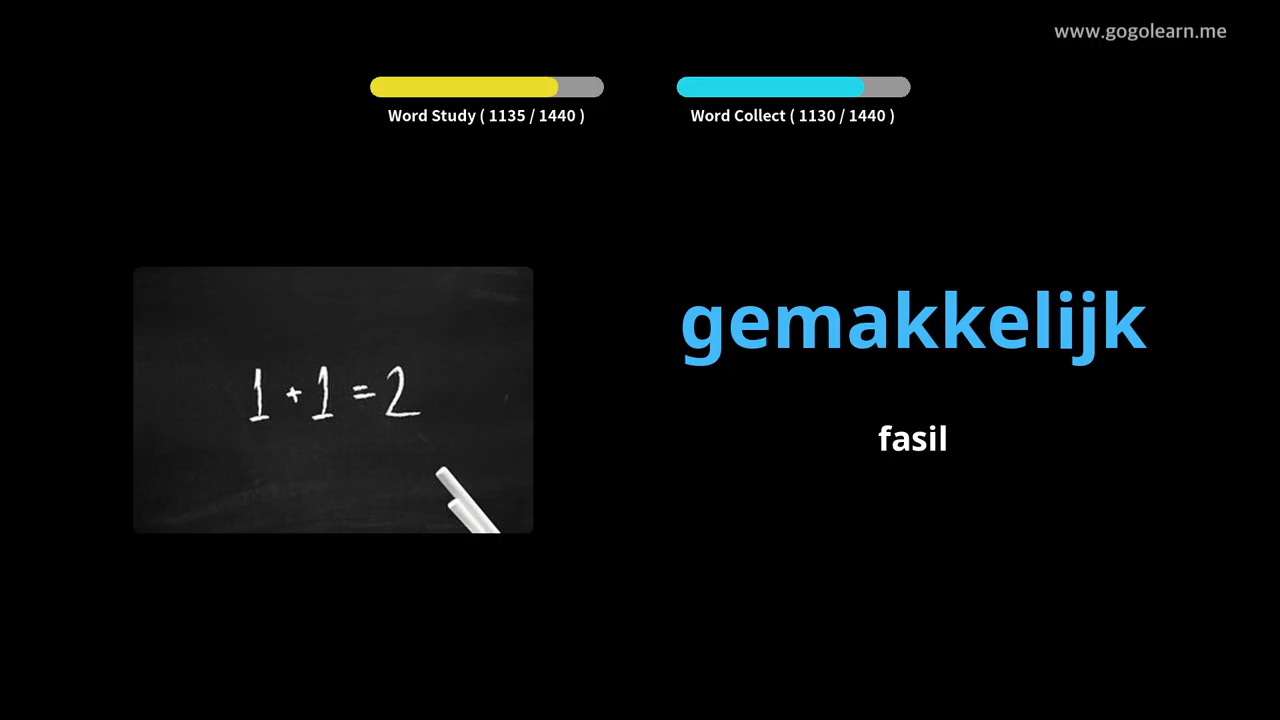 www.gogolearn.me
Word Study ( 1135 / 1440 )
Word Collect ( 1130 / 1440 )
1 + 1 = 2
gemakkelijk
fasil